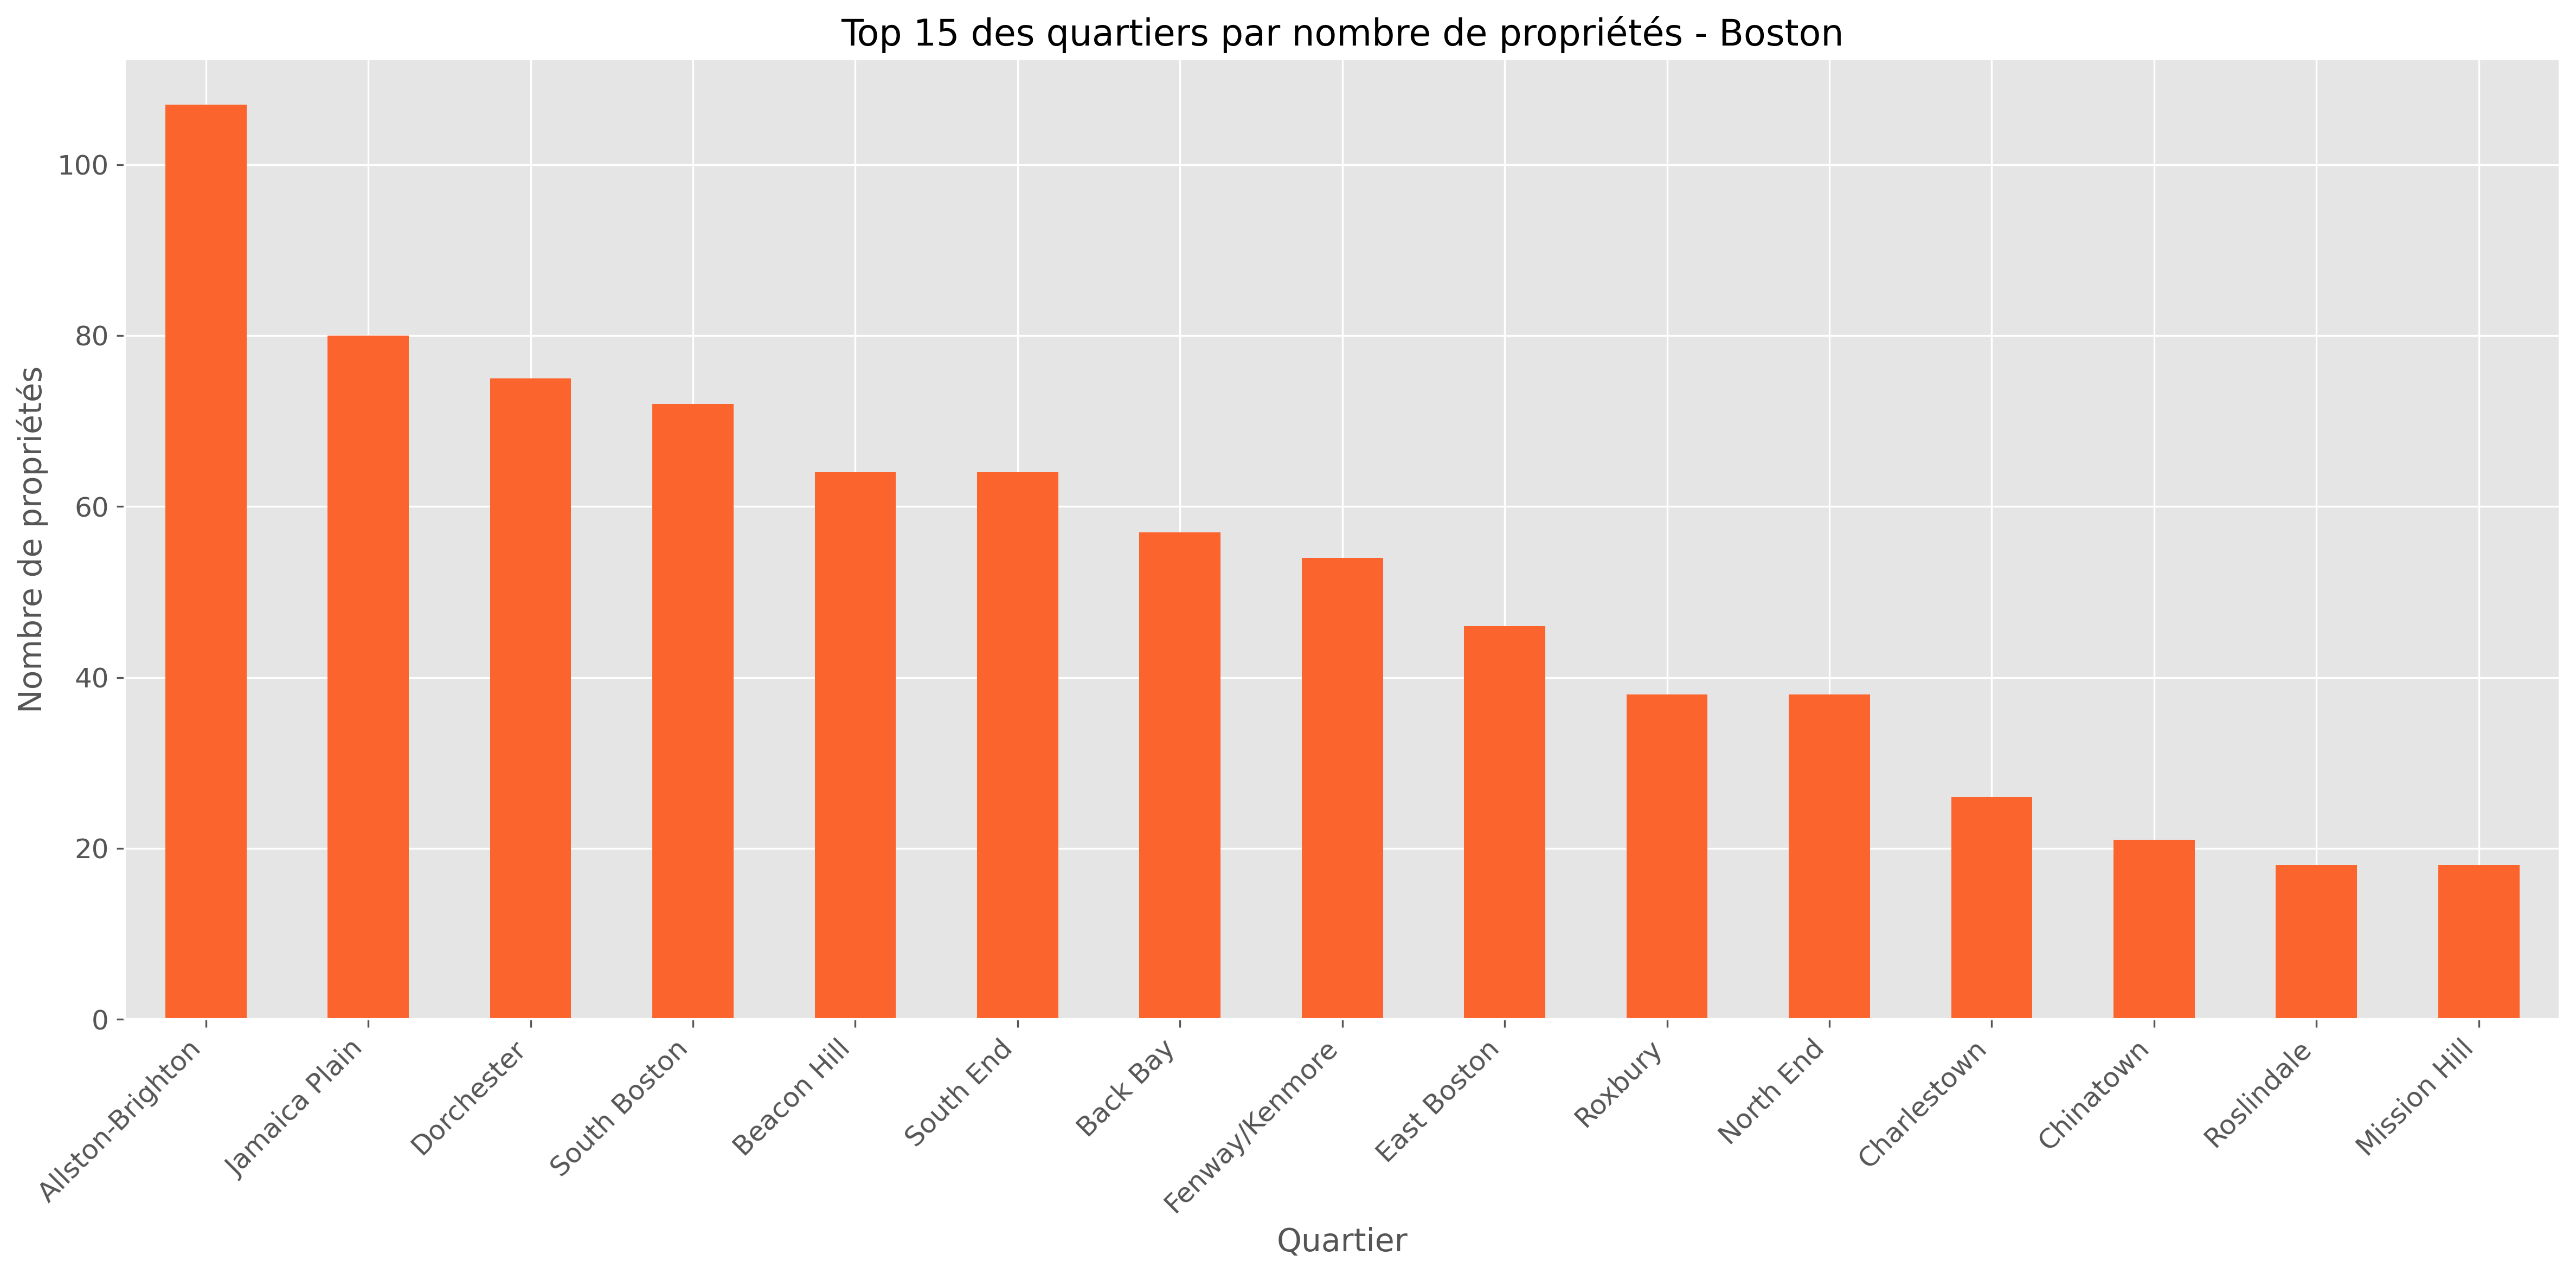 Top 15 des quartiers par nombre de propriétés - Boston
Nombre de propriétés
100
80
60
40
20
0
Allston-Brighton
Jamaica Plain
Dorchester
South Boston
Beacon Hill
South End
Back Bay
Fenway/Kenmore
East Boston
Roxbury
North End
Charlestown
Chinatown
Roslindale
Mission Hill
Quartier